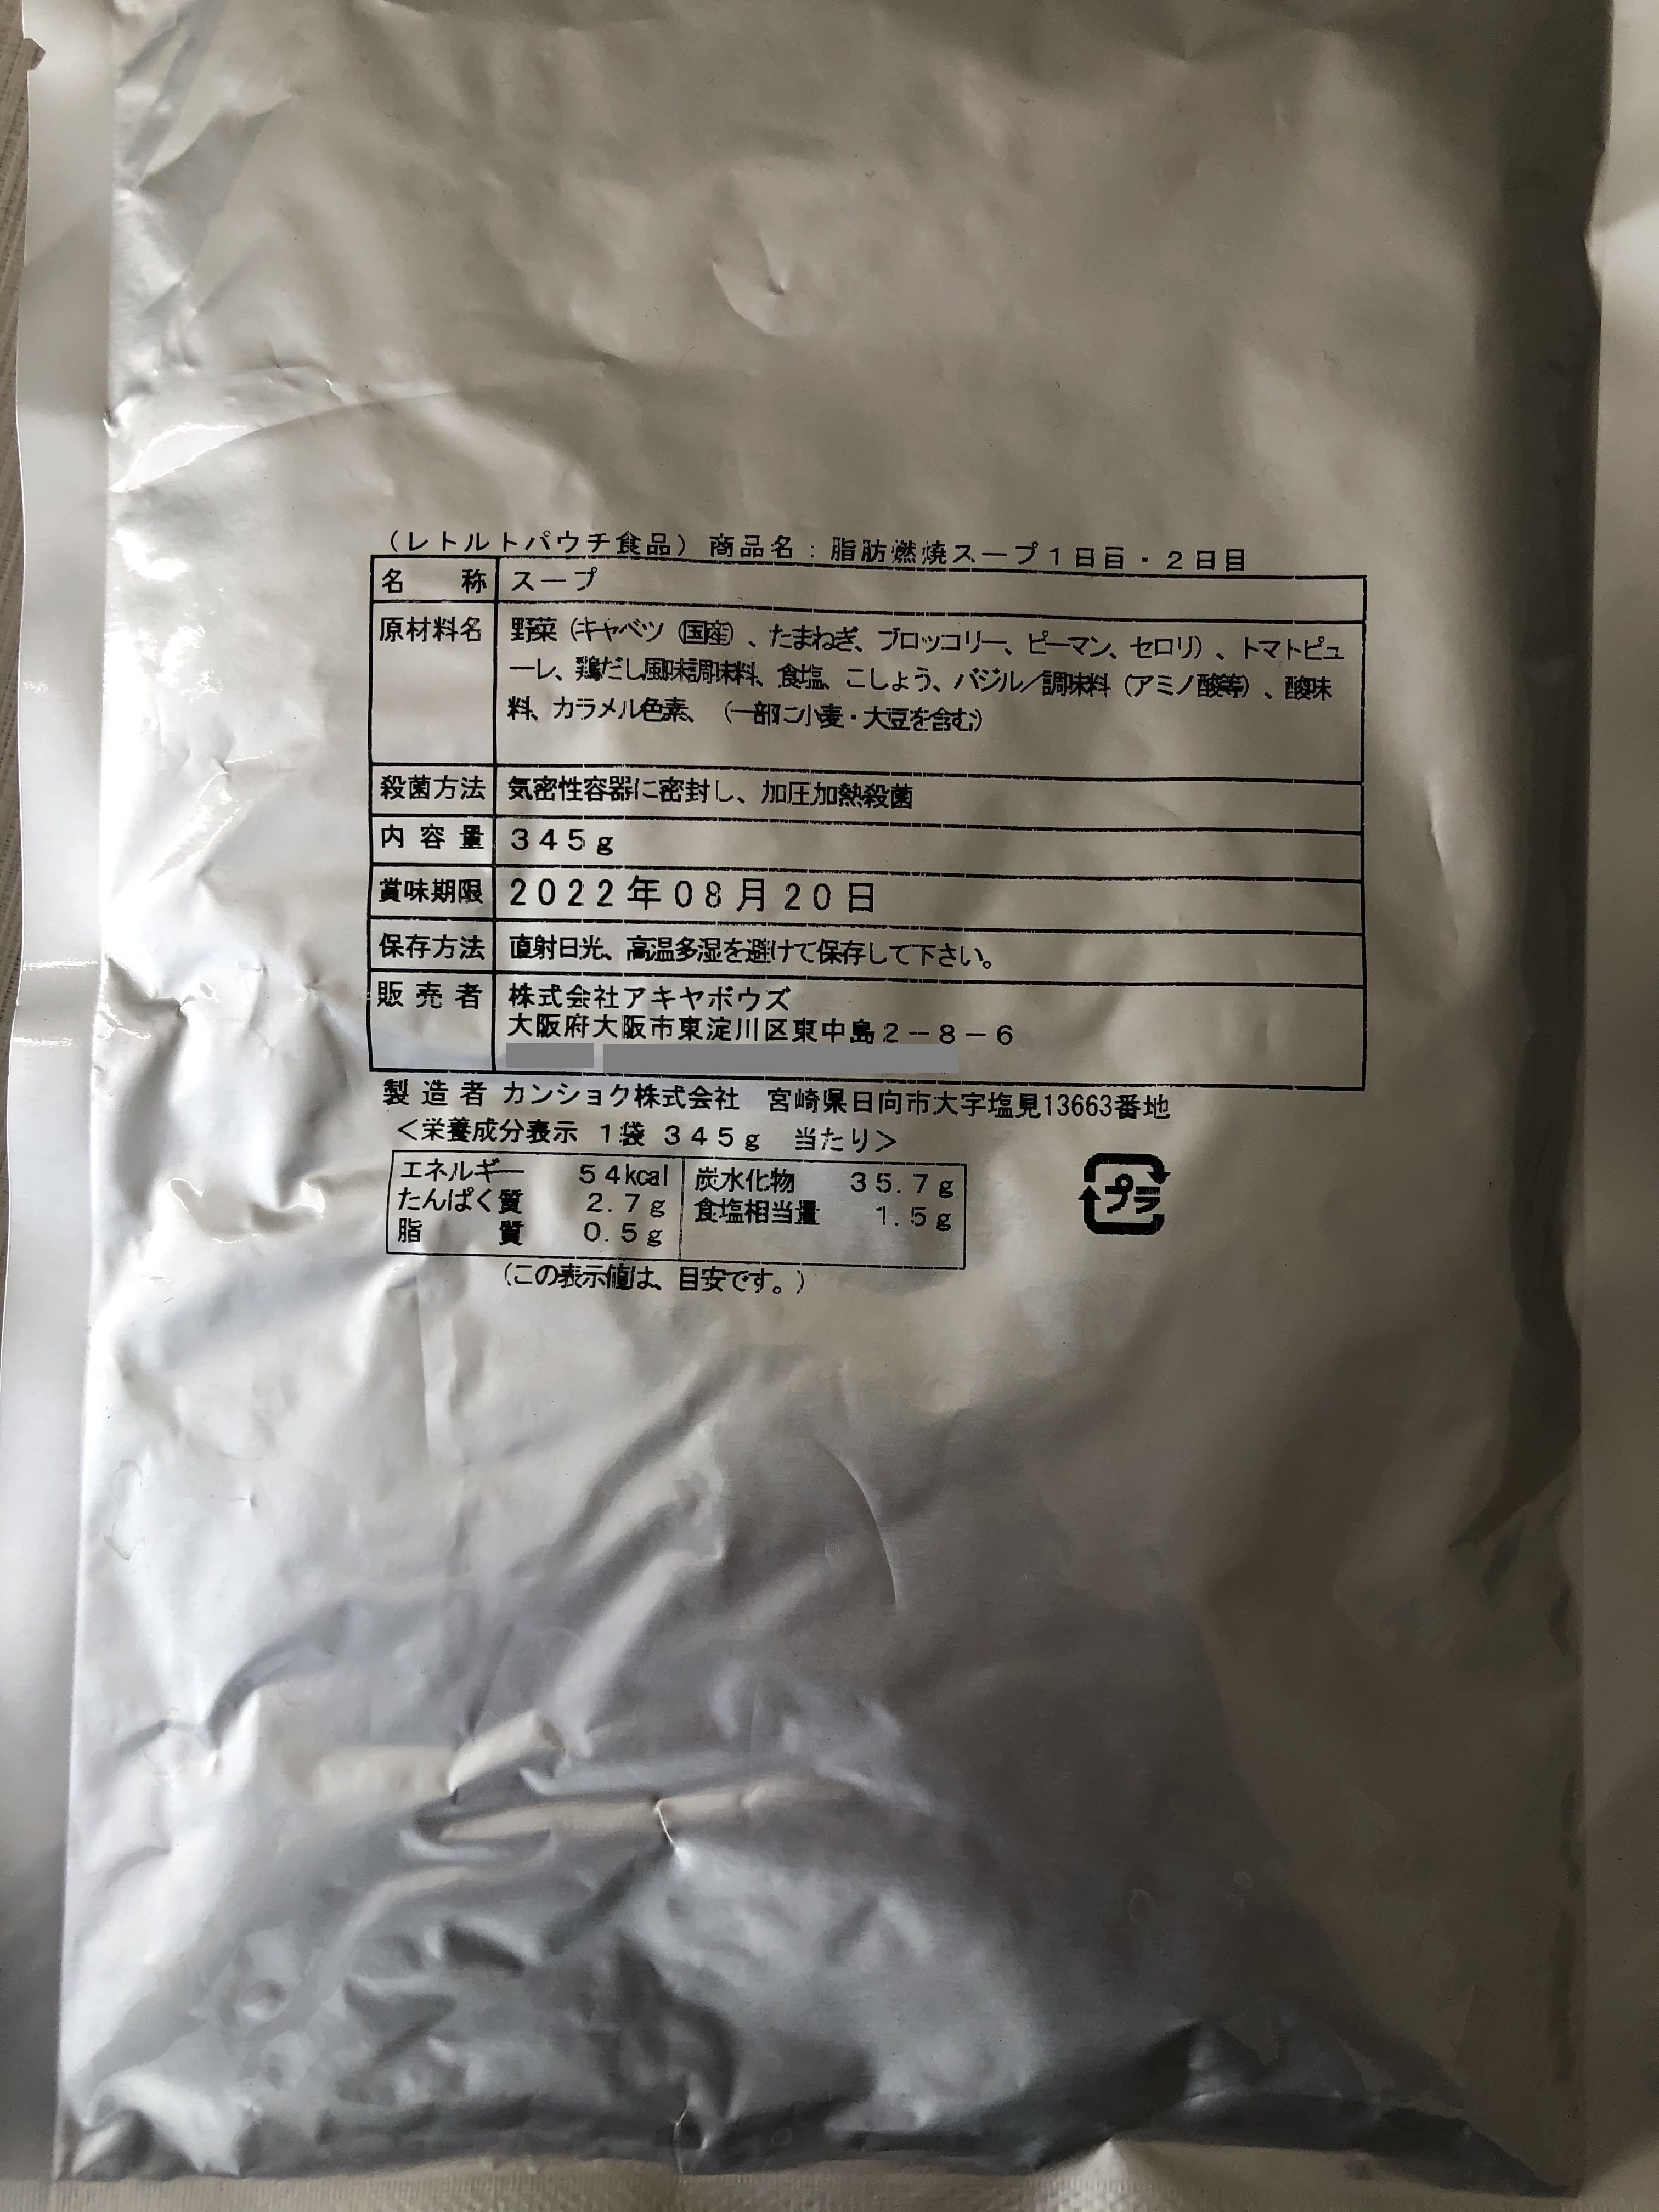 (レトルトパウチ食品) 商品名：脂肪燃焼スープ1日目・2日目
名　　称 スープ
原材料名 野菜（キャベツ（国産）、たまねぎ、ブロッコリー、ピーマン、セロリ）、トマトピュ
ーレ、鶏だし風味調味料、食塩、こしょう、バジル／調味料（アミノ酸等）、酸味
料、カラメル色素、（一部に小麦・大豆を含む）
殺菌方法 気密性容器に密封し、加圧加熱殺菌
内容量 345g
賞味期限 2022年08月20日
保存方法 直射日光、高温多湿を避けて保存して下さい。
販売者 株式会社アキヤボウズ
大阪府大阪市東淀川区東中島2-8-6
製造者 カンショク株式会社　宮崎県日向市大字塩見13663番地
＜栄養成分表示 1袋 345g 当たり＞
エネルギー 54kcal 炭水化物 35.7g
たんぱく質 2.7g 食塩相当量 1.5g
脂　　質 0.5g
(この表示値は、目安です。)
プラ